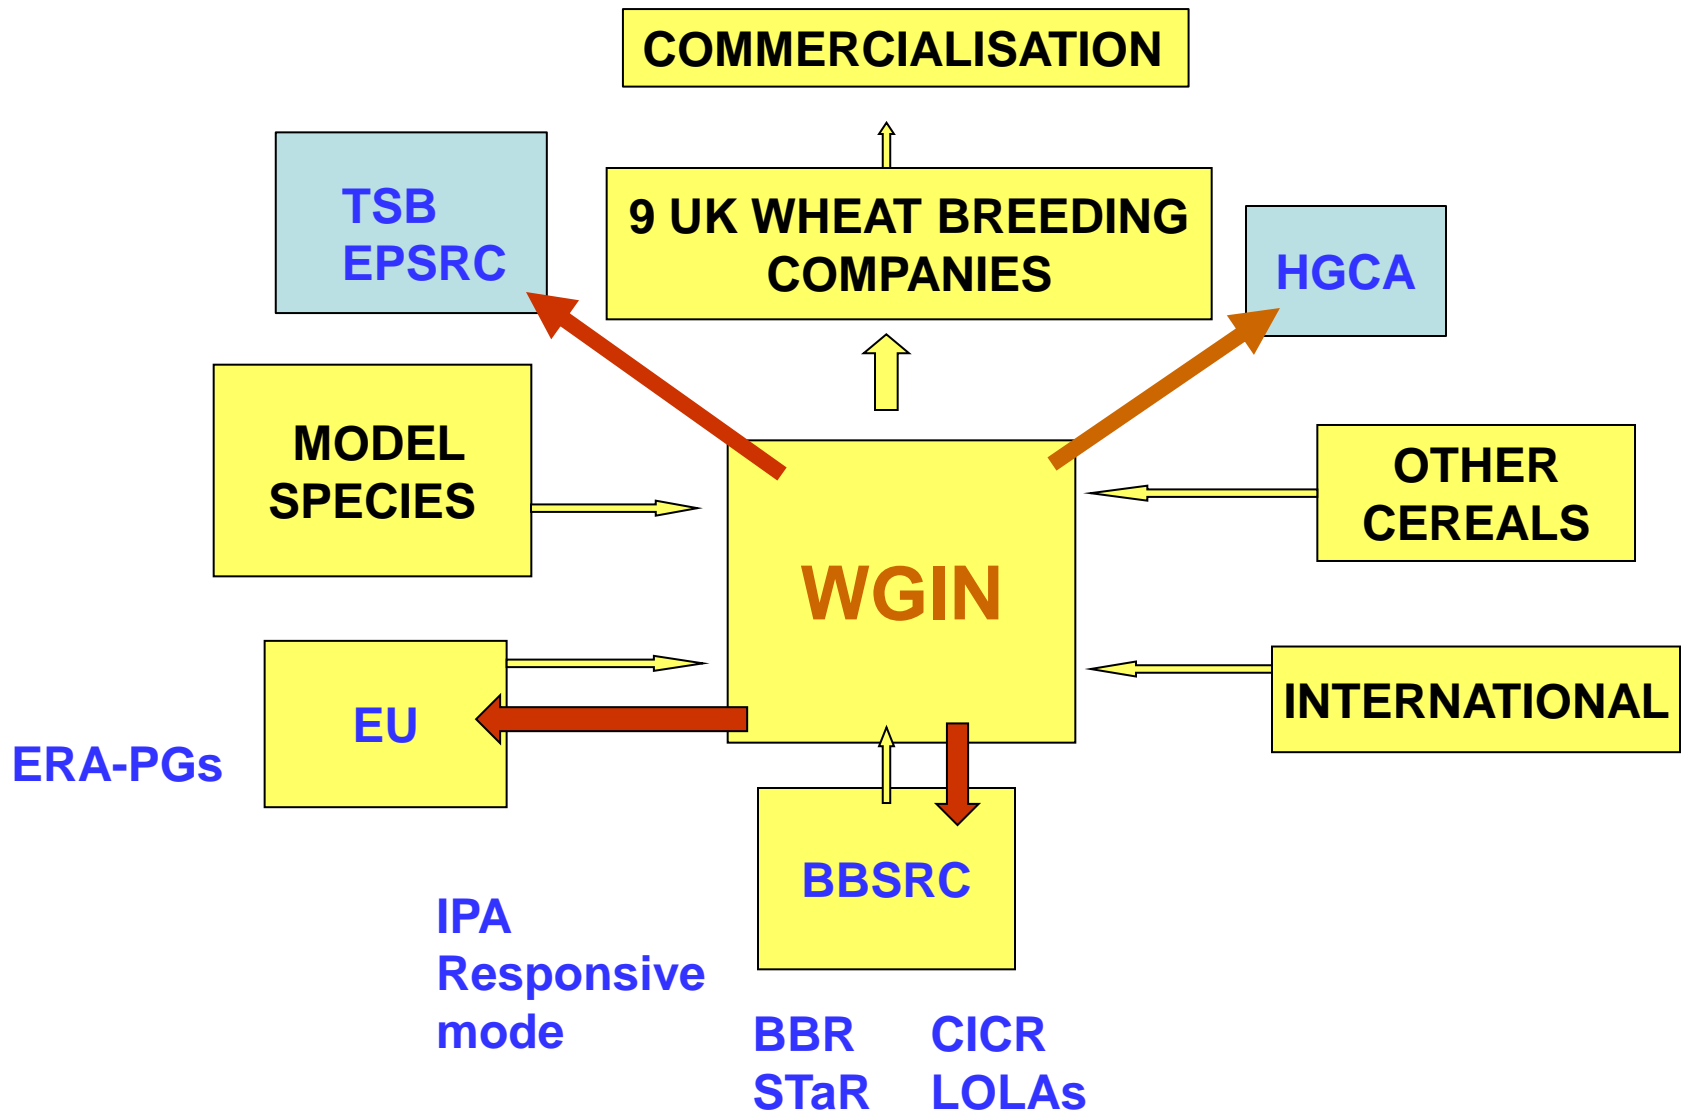 COMMERCIALISATION
TSB
EPSRC
9 UK WHEAT BREEDING
COMPANIES
HGCA
MODEL
SPECIES
OTHER
CEREALS
WGIN
EU
INTERNATIONAL
ERA-PGs
BBSRC
IPA
Responsive
mode
BBR
STaR
CICR
LOLAs